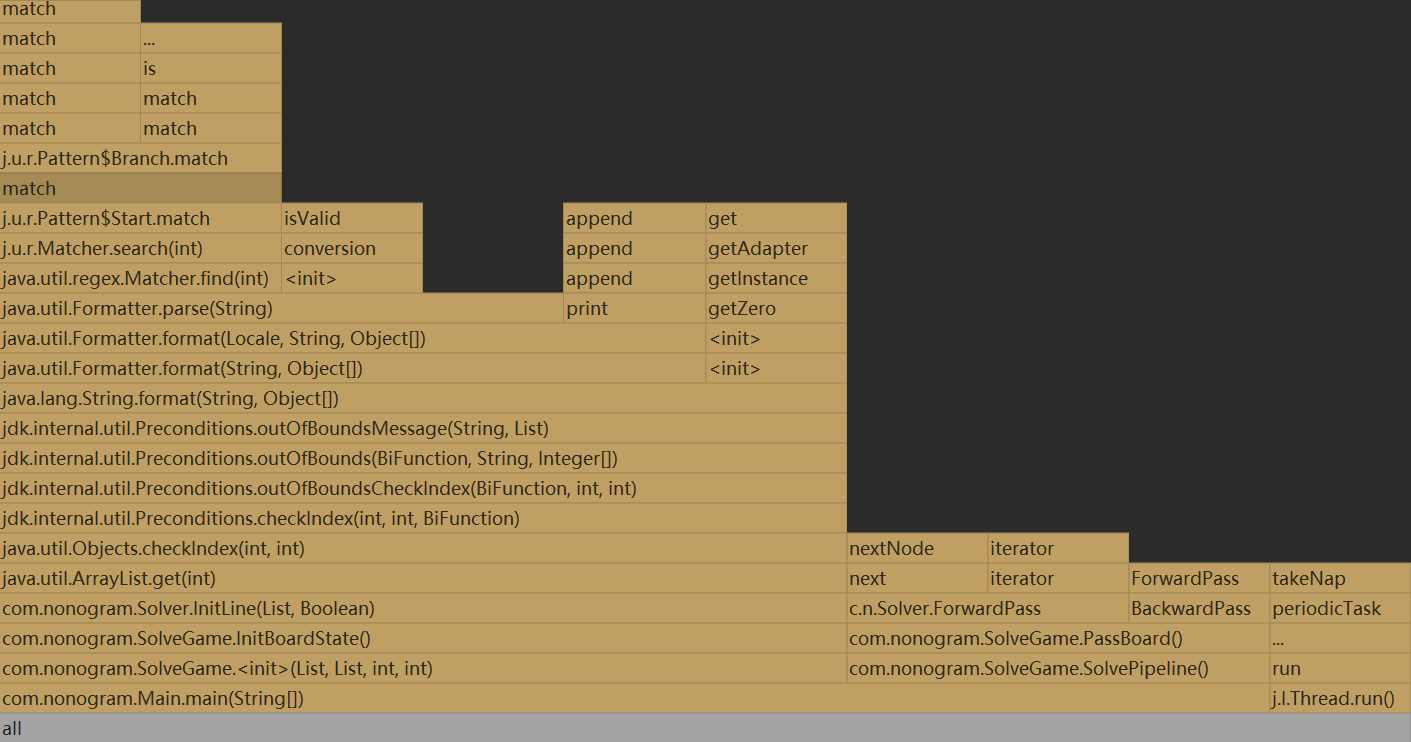 match
match ...
match is
match match
match match
j.u.r.Pattern$Branch.match
match
j.u.r.Pattern$Start.match isValid append get
j.u.r.Matcher.search(int) conversion append getAdapter
java.util.regex.Matcher.find(int) <init> append getInstance
java.util.Formatter.parse(String) print getZero
java.util.Formatter.format(Locale, String, Object[]) <init>
java.util.Formatter.format(String, Object[]) <init>
java.lang.String.format(String, Object[])
jdk.internal.util.Preconditions.outOfBoundsMessage(String, List)
jdk.internal.util.Preconditions.outOfBounds(BiFunction, String, Integer[])
jdk.internal.util.Preconditions.outOfBoundsCheckIndex(BiFunction, int, int)
jdk.internal.util.Preconditions.checkIndex(int, int, BiFunction)
java.util.Objects.checkIndex(int, int) nextNode iterator
java.util.ArrayList.get(int) next iterator ForwardPass takeNap
com.nonogram.Solver.InitLine(List, Boolean) c.n.Solver.ForwardPass BackwardPass periodicTask
com.nonogram.SolveGame.InitBoardState() com.nonogram.SolveGame.PassBoard() ...
com.nonogram.SolveGame.<init>(List, List, int, int) com.nonogram.SolveGame.SolvePipeline() run
com.nonogram.Main.main(String[]) j.l.Thread.run()
all